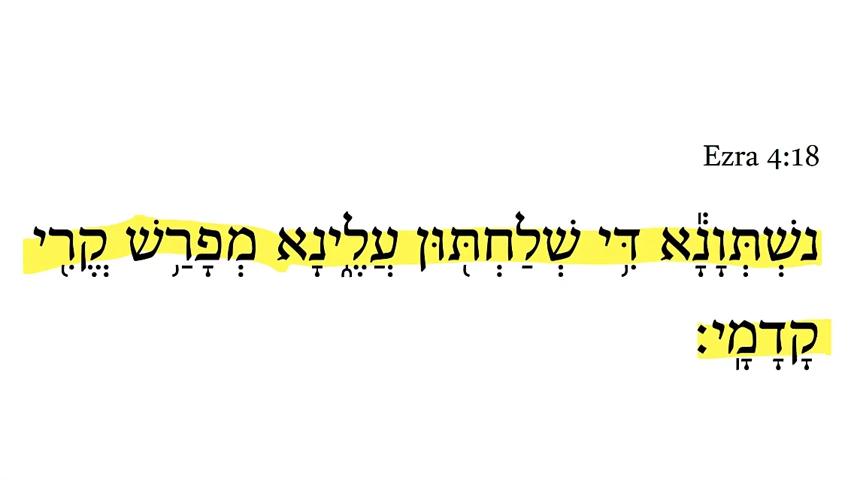 Ezra 4:18
נִשְׁתְּוָנָ֕א דִּ֥י שְׁלַחְתּ֖וּן עֲלֶ֑ינָא מְפָרַ֥שׁ קֱרִ֖י
קָדָמָֽי׃